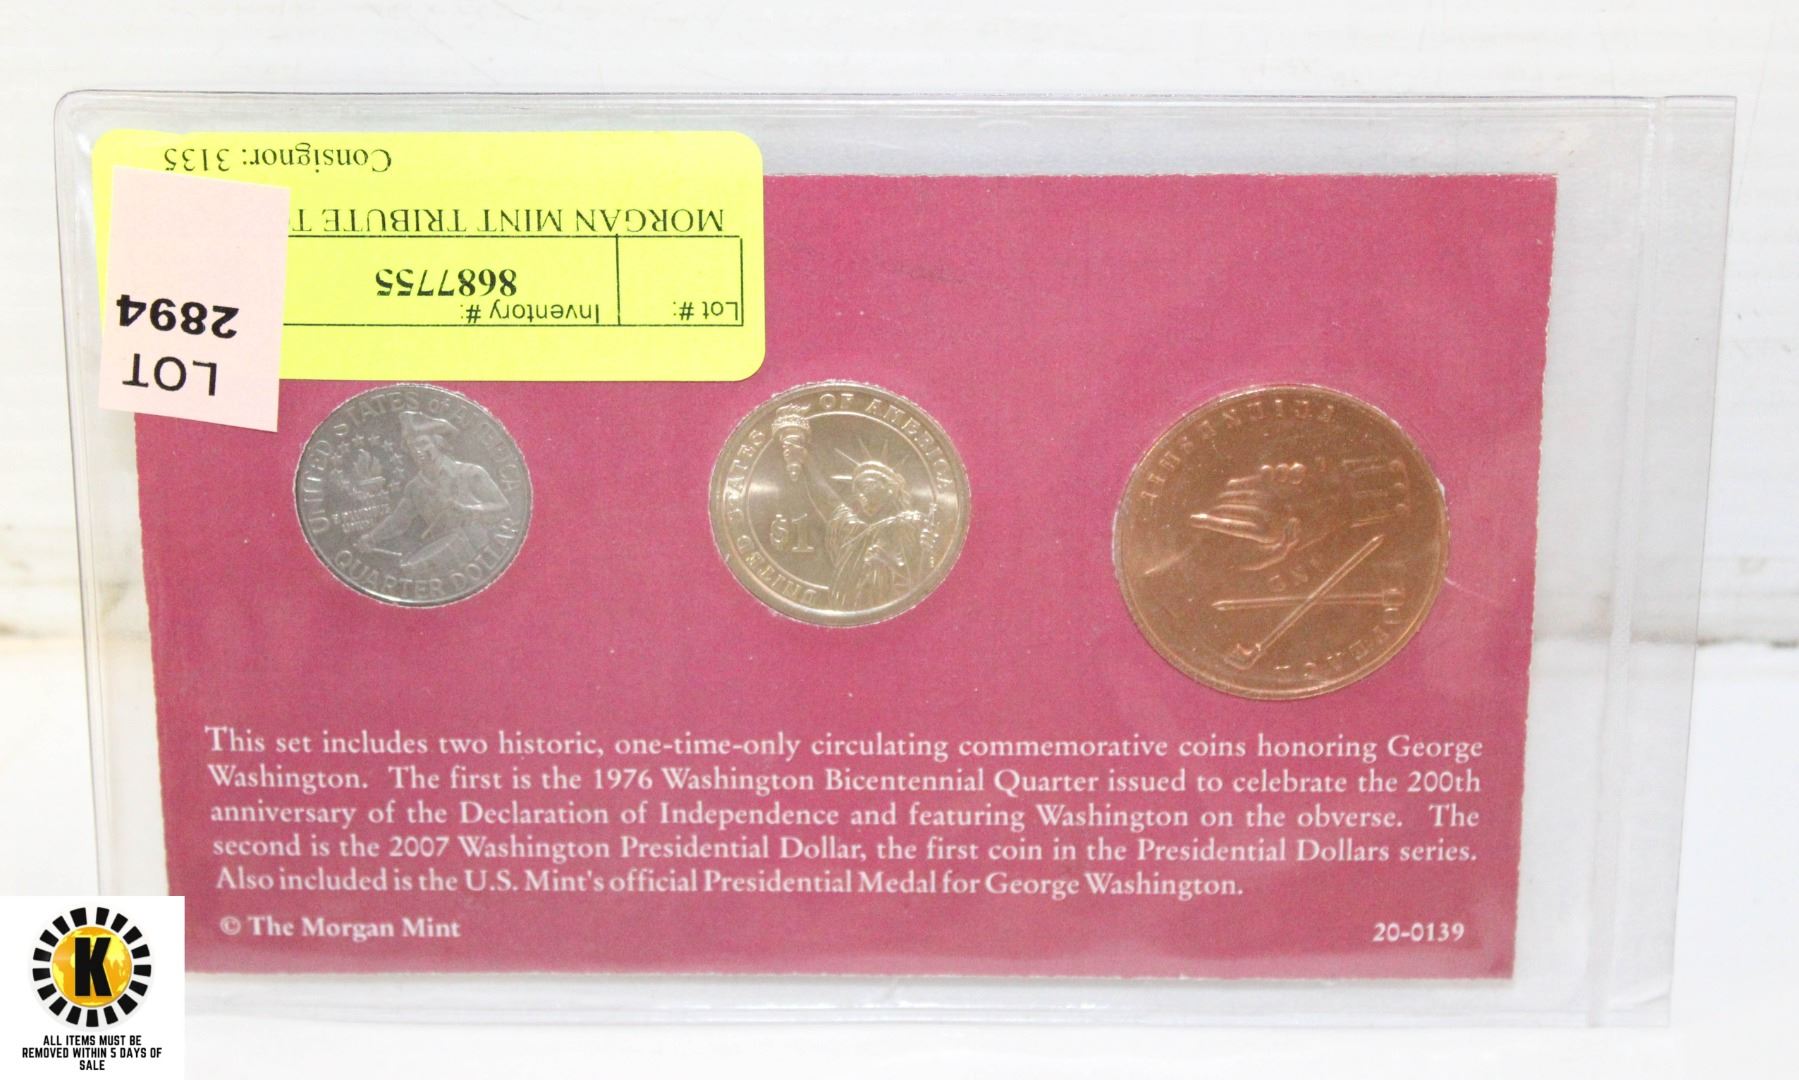 Consignor: 3135
MORGAN MINT TRIBUTE
Lot #:
Inventory #:
8687755
LOT
2894
UNITED STATES OF AMERICA
QUARTER DOLLAR
UNITED STATES OF AMERICA
$1
PEACE
AND
FRIENDSHIP
This set includes two historic, one-time-only circulating commemorative coins honoring George
Washington. The first is the 1976 Washington Bicentennial Quarter issued to celebrate the 200th
anniversary of the Declaration of Independence and featuring Washington on the obverse. The
second is the 2007 Washington Presidential Dollar, the first coin in the Presidential Dollars series.
Also included is the U.S. Mint's official Presidential Medal for George Washington.
© The Morgan Mint
20-0139
K
ALL ITEMS MUST BE
REMOVED WITHIN 5 DAYS OF
SALE